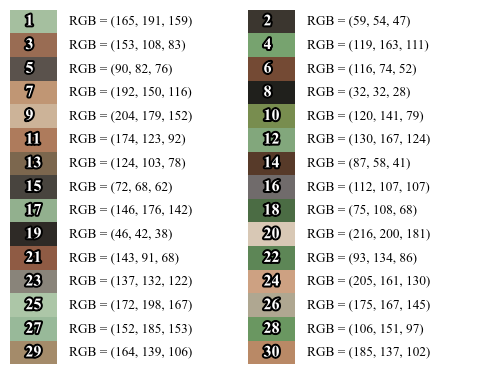 1 RGB = (165, 191, 159) 2 RGB = (59, 54, 47)
3 RGB = (153, 108, 83) 4 RGB = (119, 163, 111)
5 RGB = (90, 82, 76) 6 RGB = (116, 74, 52)
7 RGB = (192, 150, 116) 8 RGB = (32, 32, 28)
9 RGB = (204, 179, 152) 10 RGB = (120, 141, 79)
11 RGB = (174, 123, 92) 12 RGB = (130, 167, 124)
13 RGB = (124, 103, 78) 14 RGB = (87, 58, 41)
15 RGB = (72, 68, 62) 16 RGB = (112, 107, 107)
17 RGB = (146, 176, 142) 18 RGB = (75, 108, 68)
19 RGB = (46, 42, 38) 20 RGB = (216, 200, 181)
21 RGB = (143, 91, 68) 22 RGB = (93, 134, 86)
23 RGB = (137, 132, 122) 24 RGB = (205, 161, 130)
25 RGB = (172, 198, 167) 26 RGB = (175, 167, 145)
27 RGB = (152, 185, 153) 28 RGB = (106, 151, 97)
29 RGB = (164, 139, 106) 30 RGB = (185, 137, 102)